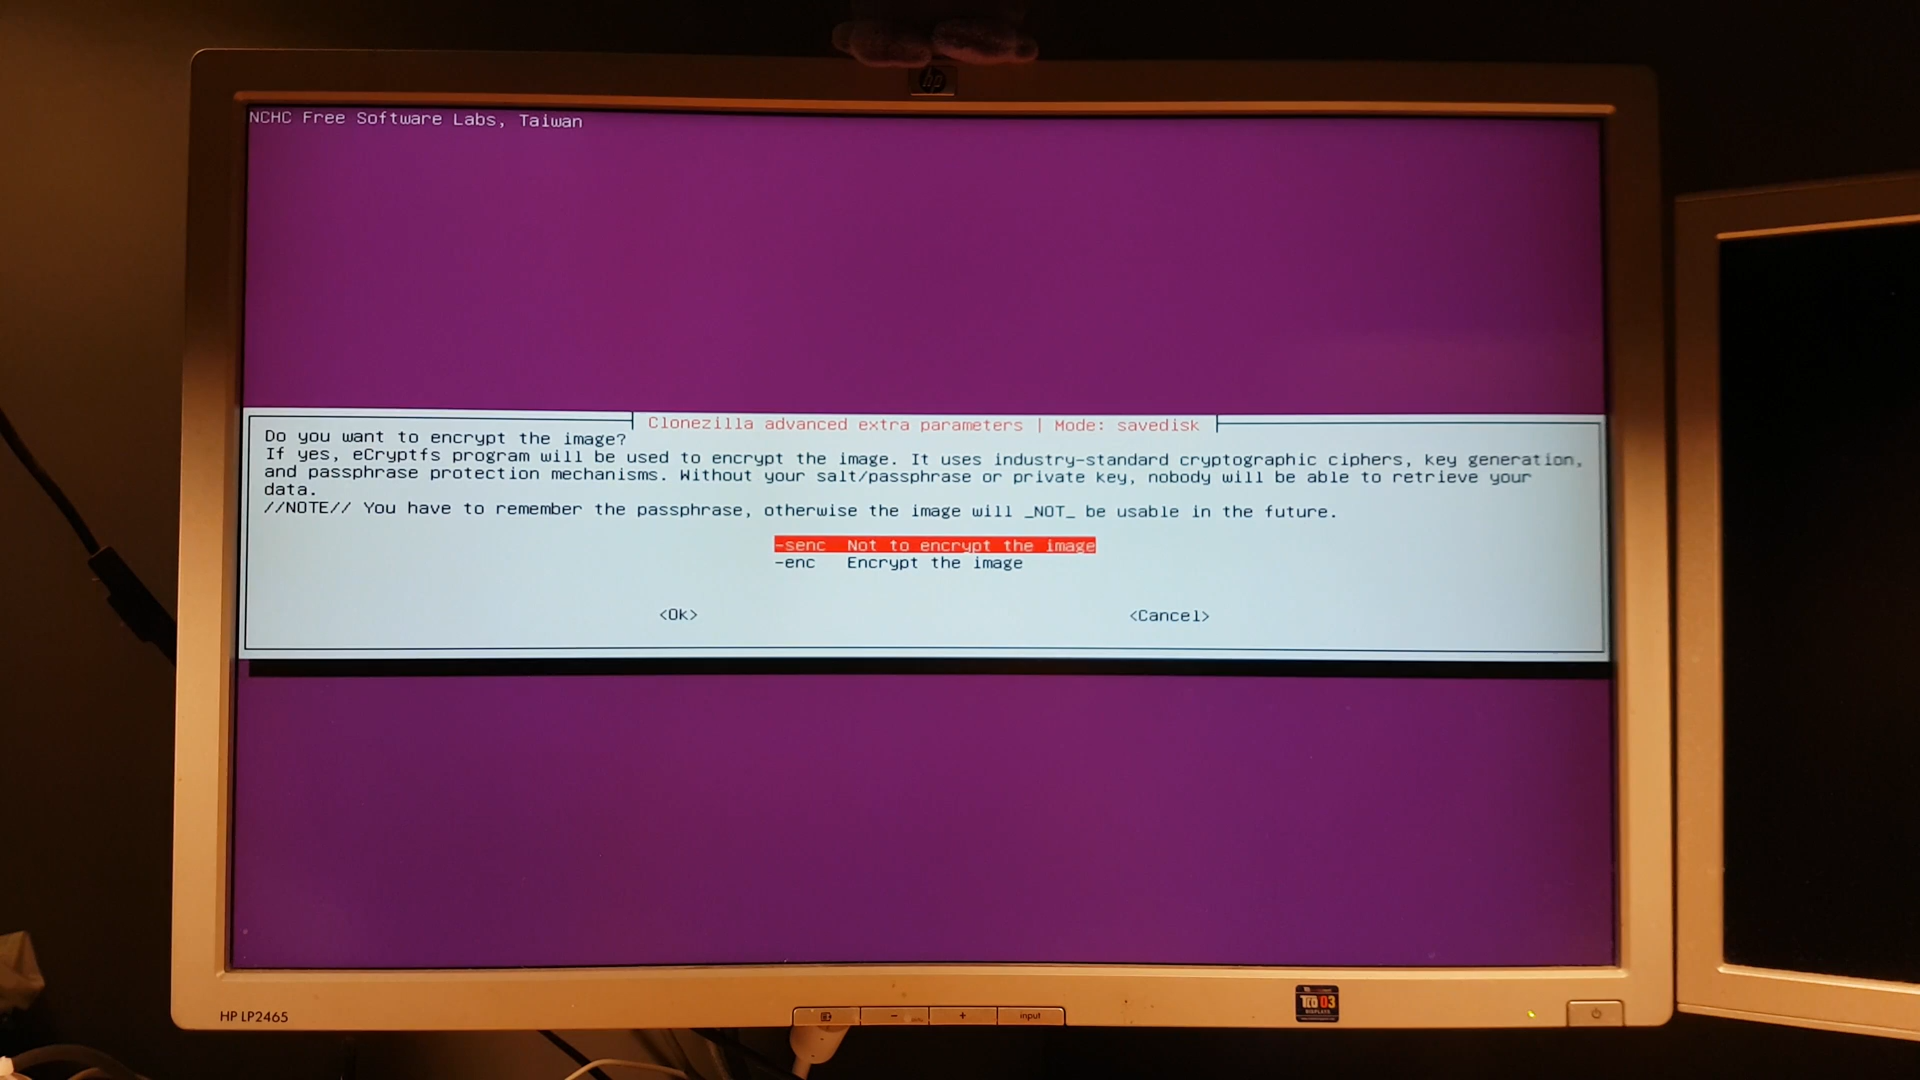 hp
NCHC Free Software Labs, Taiwan
Clonezilla advanced extra parameters | Mode: savedisk
Do you want to encrypt the image?
If yes, eCryptfs program will be used to encrypt the image. It uses industry-standard cryptographic ciphers, key generation,
and passphrase protection mechanisms. Without your salt/passphrase or private key, nobody will be able to retrieve your
data.
//NOTE// You have to remember the passphrase, otherwise the image will _NOT_ be usable in the future.
-senc Not to encrypt the image
-enc Encrypt the image
<Ok> <Cancel>
HP LP2465
- + input
TCO 03
DISPLAYS